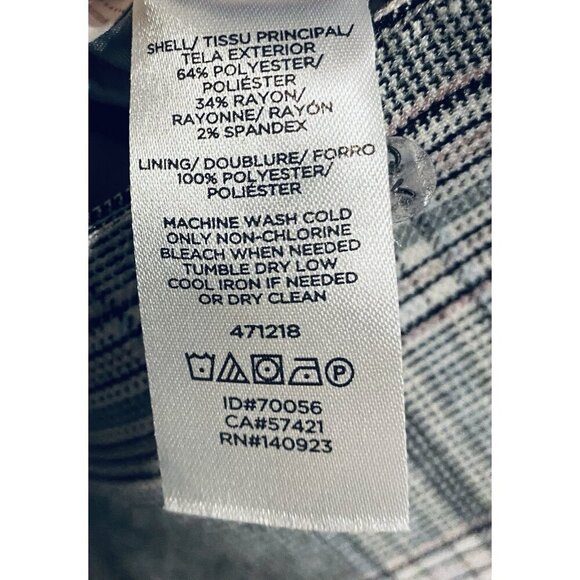 SHELL/ TISSU PRINCIPAL/
TELA EXTERIOR
64% POLYESTER/
POLIÉSTER
34% RAYON/
RAYONNE/ RAYÓN
2% SPANDEX
LINING/ DOUBLURE/ FORRO
100% POLYESTER/
POLIÉSTER
MACHINE WASH COLD
ONLY NON-CHLORINE
BLEACH WHEN NEEDED
TUMBLE DRY LOW
COOL IRON IF NEEDED
OR DRY CLEAN
471218
P
ID#70056
CA#57421
RN#140923